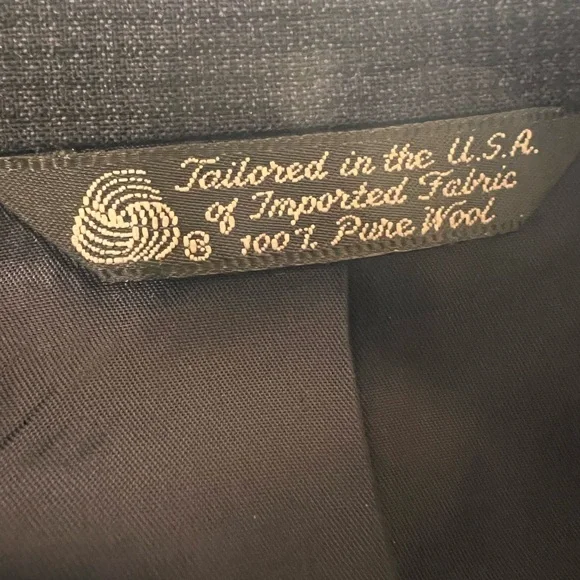 Tailored in the U.S.A.
of Imported Fabric
® 100% Pure Wool